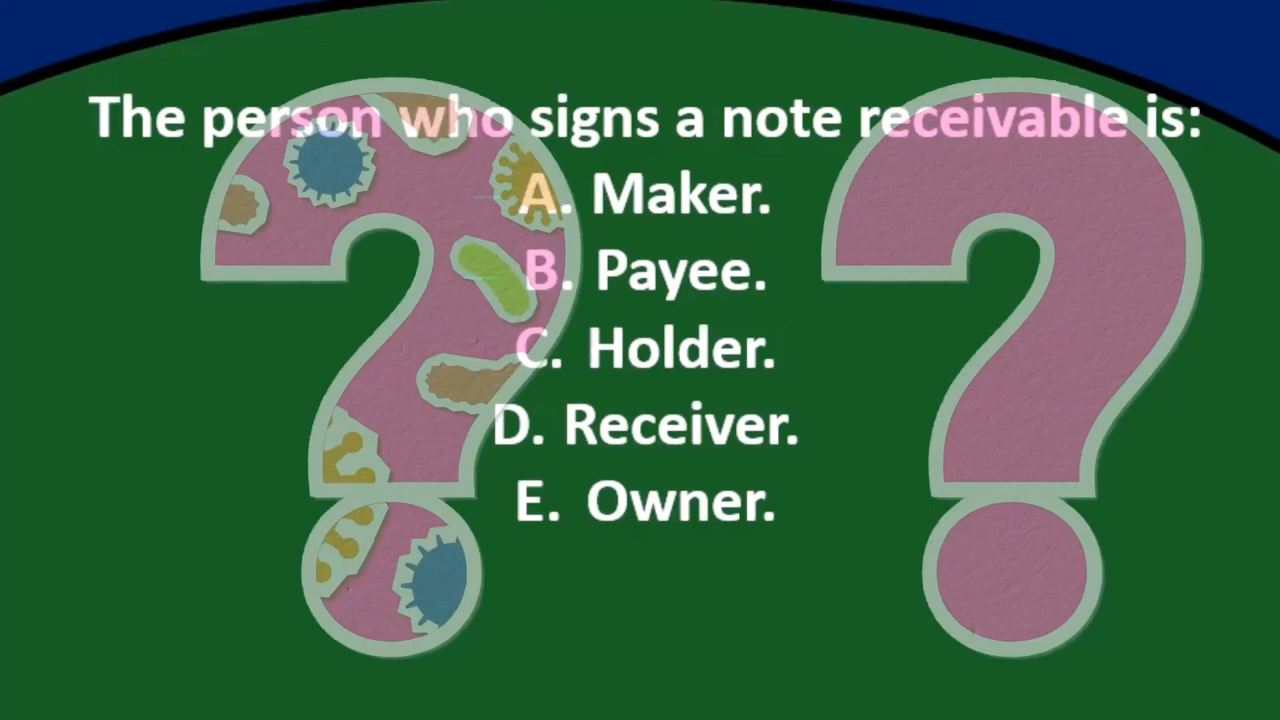 The person who signs a note receivable is:
A. Maker.
B. Payee.
C. Holder.
D. Receiver.
E. Owner.